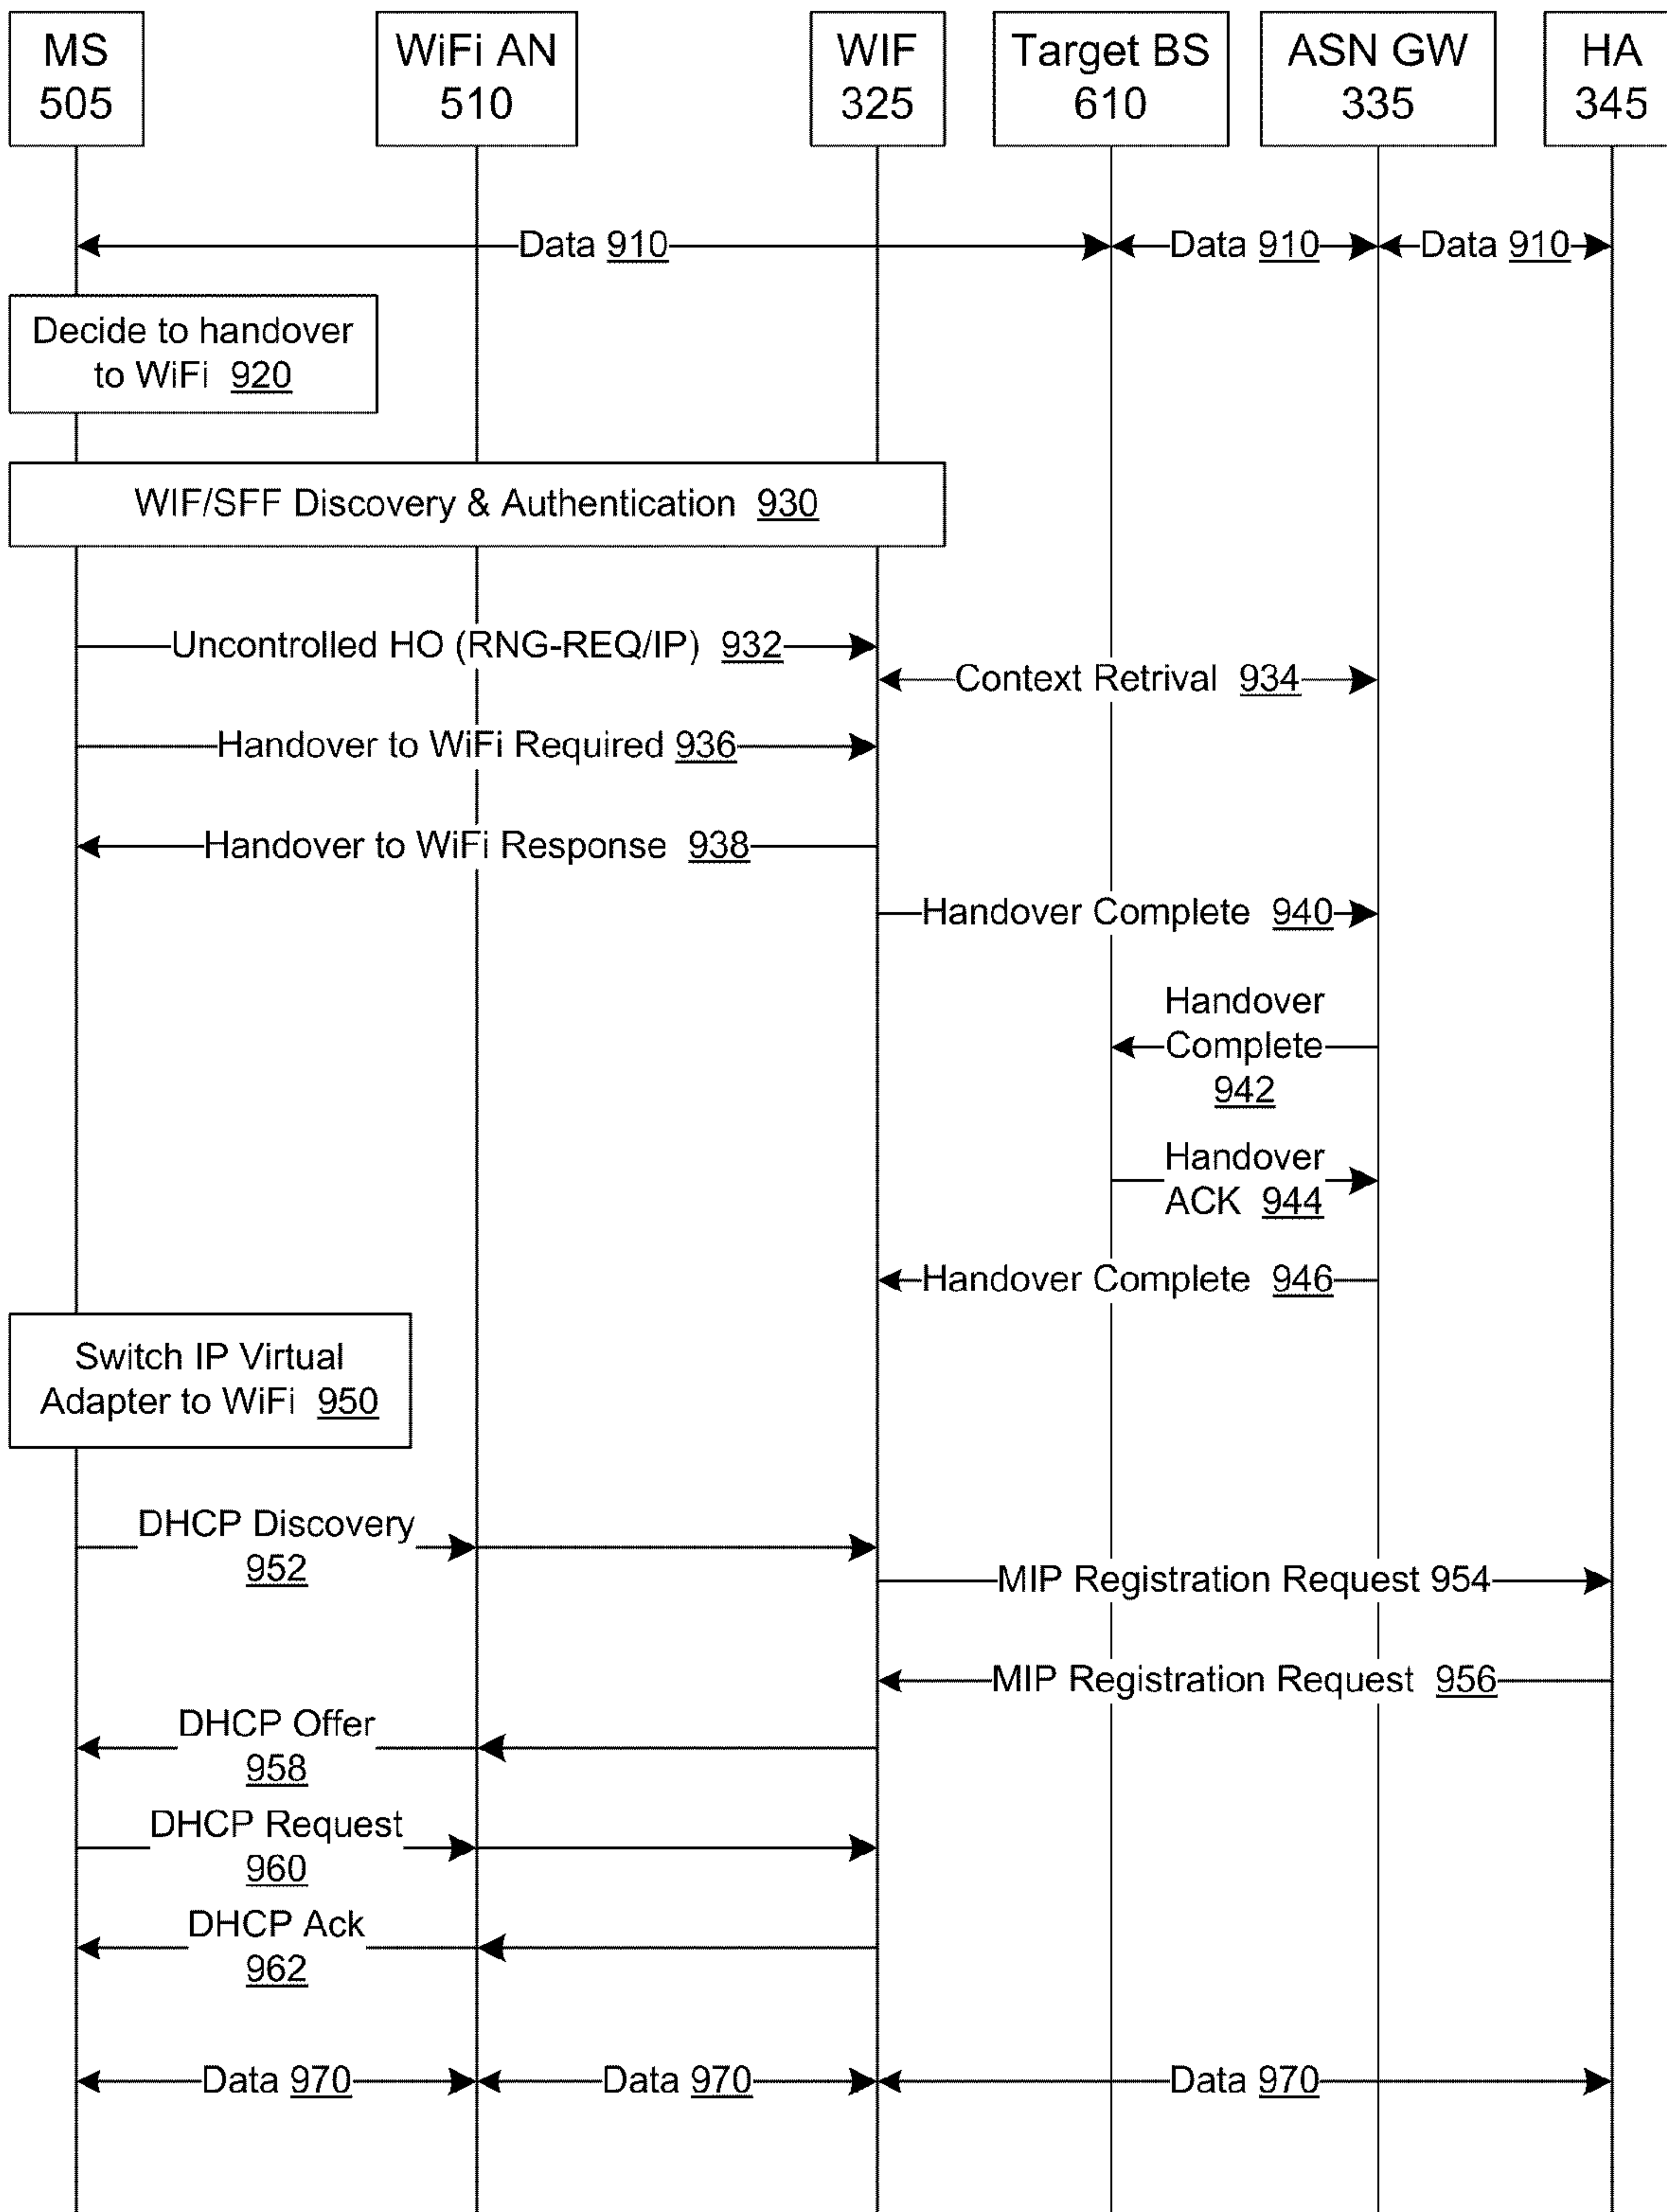 MS
505
WiFi AN
510
WIF
325
Target BS
610
ASN GW
335
HA
345
Data 910
Data 910
Data 910
Decide to handover
to WiFi 920
WIF/SFF Discovery & Authentication 930
Uncontrolled HO (RNG-REQ/IP) 932
Context Retrival 934
Handover to WiFi Required 936
Handover to WiFi Response 938
Handover Complete 940
Handover
Complete
942
Handover
ACK 944
Handover Complete 946
Switch IP Virtual
Adapter to WiFi 950
DHCP Discovery
952
MIP Registration Request 954
MIP Registration Request 956
DHCP Offer
958
DHCP Request
960
DHCP Ack
962
Data 970
Data 970
Data 970